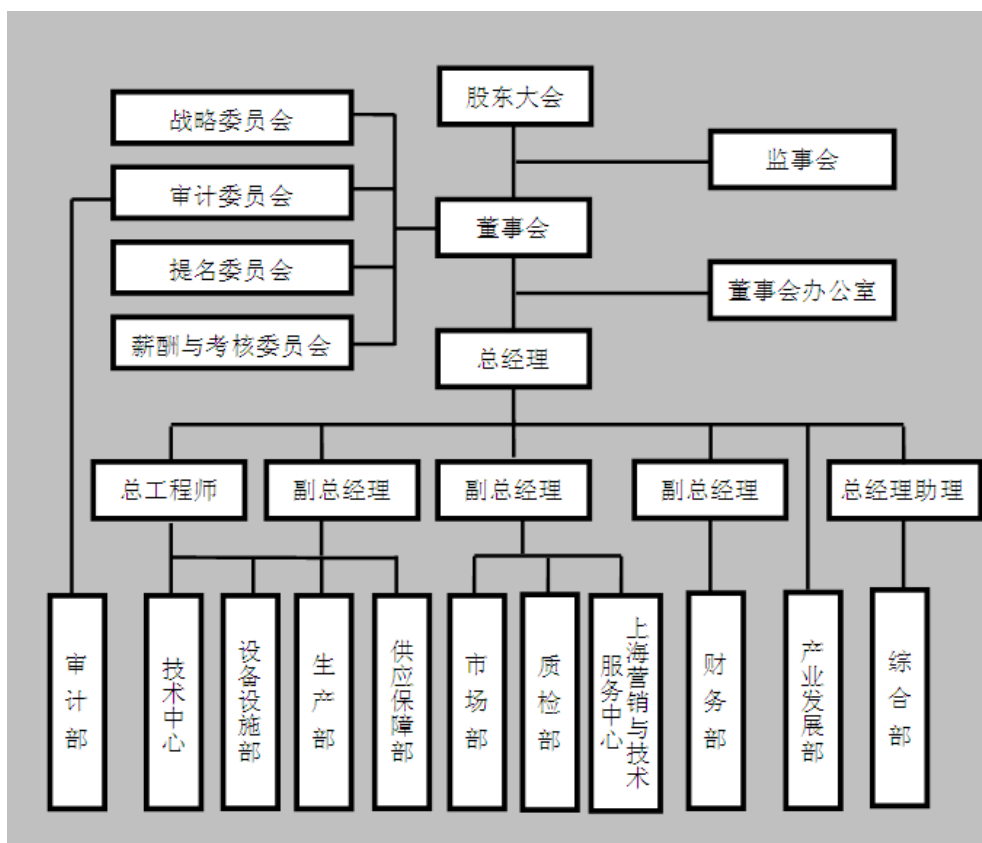 股东大会
战略委员会
监事会
审计委员会
董事会
提名委员会
董事会办公室
薪酬与考核委员会
总经理
总工程师
副总经理
副总经理
副总经理
总经理助理
审计部
技术中心
设备设施部
生产部
供应保障部
市场部
质检部
上海营销与技术
服务中心
财务部
产业发展部
综合部